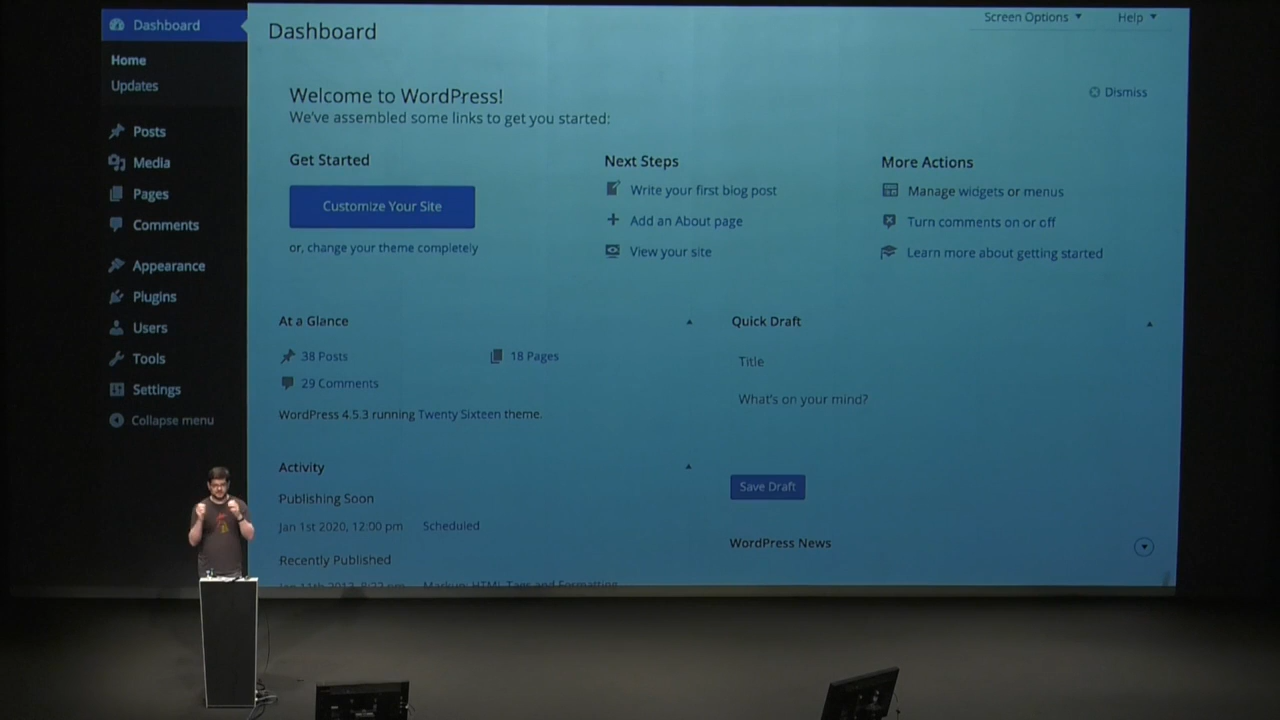 Dashboard
Home
Updates
Posts
Media
Pages
Comments
Appearance
Plugins
Users
Tools
Settings
Collapse menu
Dashboard
Screen Options
Help
Welcome to WordPress!
We've assembled some links to get you started:
Dismiss
Get Started
Customize Your Site
or, change your theme completely
Next Steps
Write your first blog post
Add an About page
View your site
More Actions
Manage widgets or menus
Turn comments on or off
Learn more about getting started
At a Glance
38 Posts
18 Pages
29 Comments
WordPress 4.5.3 running Twenty Sixteen theme.
Activity
Publishing Soon
Jan 1st 2020, 12:00 pm Scheduled
Recently Published
Markup: HTML Tags and Formatting
Quick Draft
Title
What's on your mind?
Save Draft
WordPress News